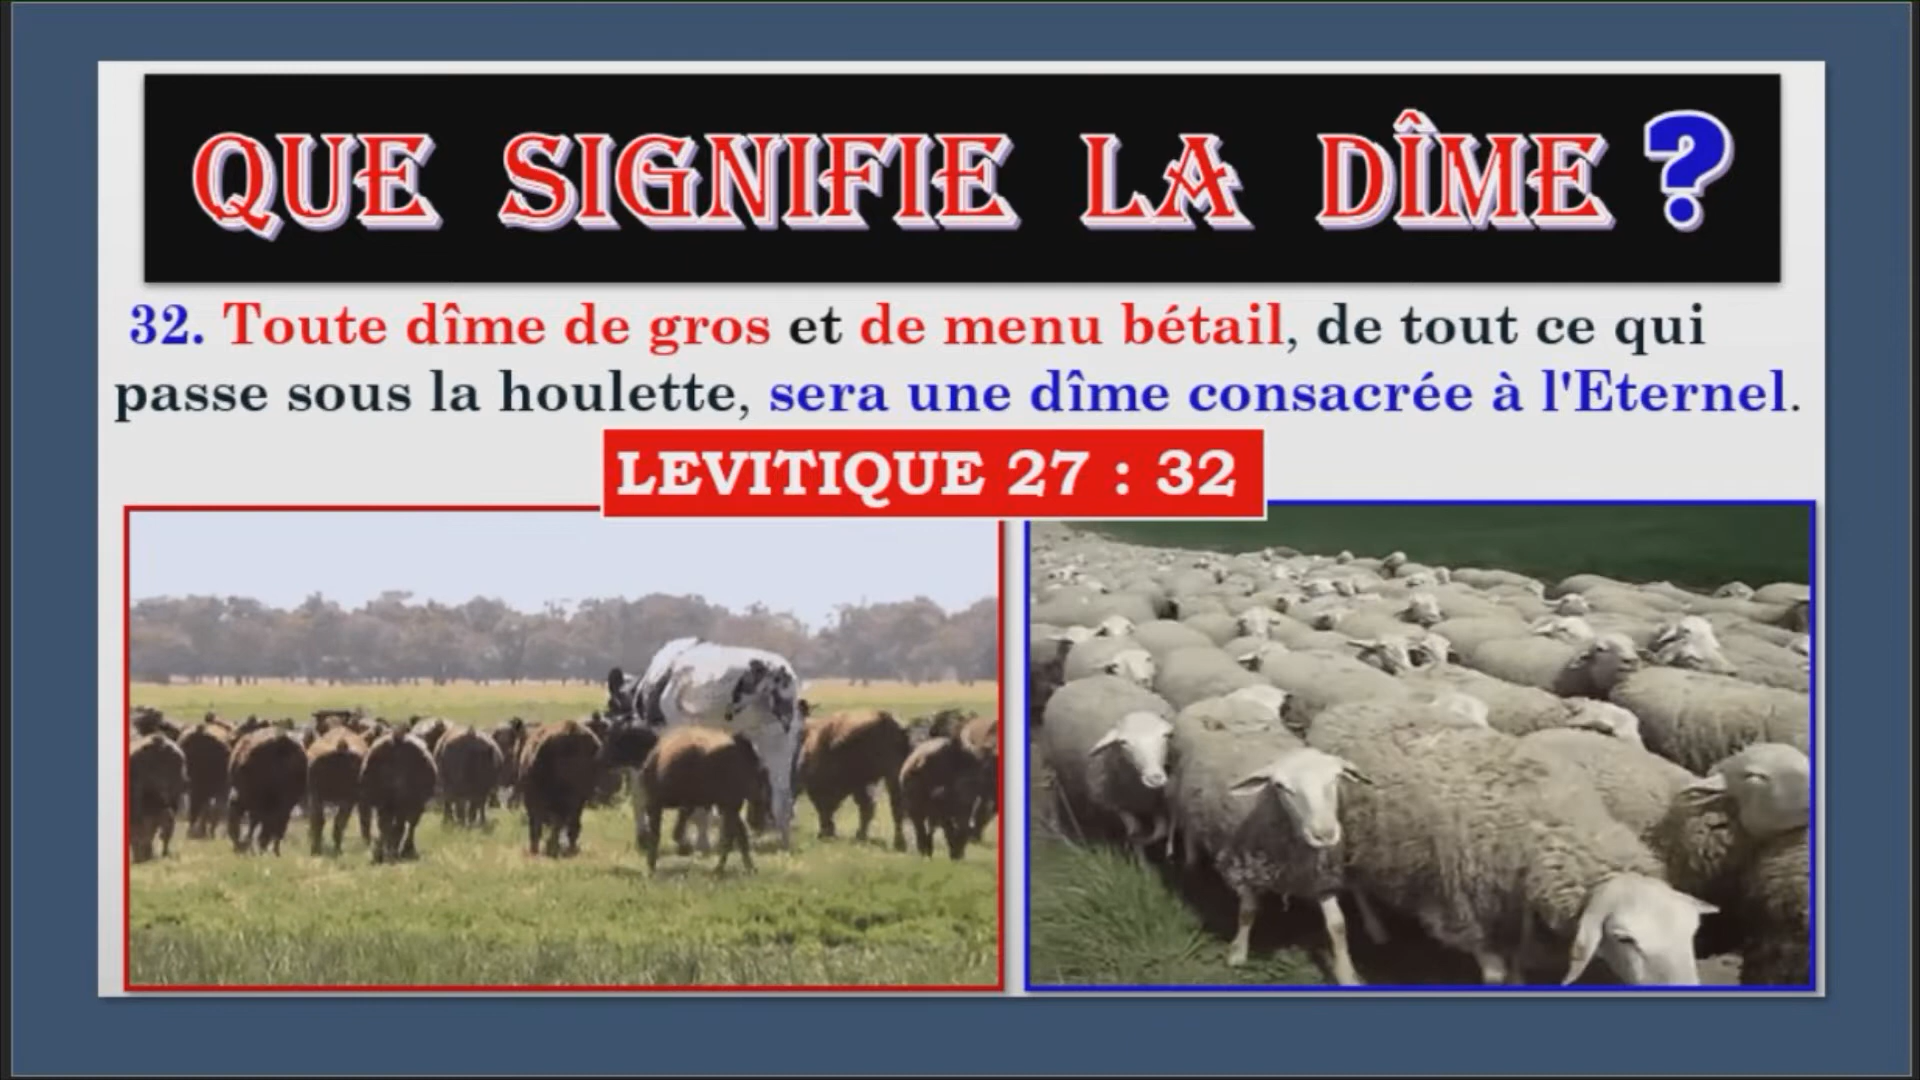 QUE SIGNIFIE LA DÎME ?
32. Toute dîme de gros et de menu bétail, de tout ce qui
passe sous la houlette, sera une dîme consacrée à l'Eternel.
LEVITIQUE 27 : 32